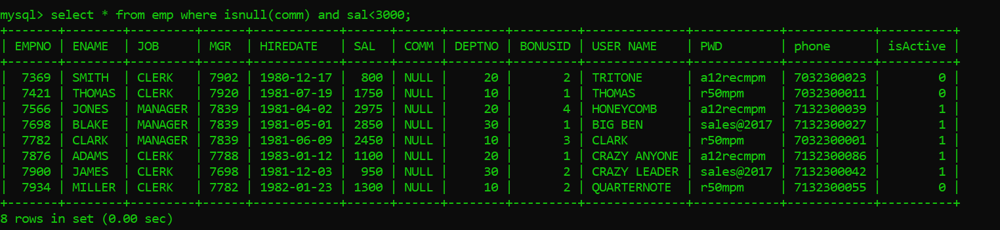 mysql> select * from emp where isnull(comm) and sal<3000;
+-------+--------+---------+------+------------+------+------+--------+---------+--------------+------------+------------+----------+
| EMPNO | ENAME  | JOB     | MGR  | HIREDATE   | SAL  | COMM | DEPTNO | BONUSID | USER NAME    | PWD        | phone      | isActive |
+-------+--------+---------+------+------------+------+------+--------+---------+--------------+------------+------------+----------+
|  7369 | SMITH  | CLERK   | 7902 | 1980-12-17 |  800 | NULL |     20 |       2 | TRITONE      | a12recmpm  | 7032300023 |        0 |
|  7421 | THOMAS | CLERK   | 7920 | 1981-07-19 | 1750 | NULL |     10 |       1 | THOMAS       | r50mpm     | 7032300011 |        0 |
|  7566 | JONES  | MANAGER | 7839 | 1981-04-02 | 2975 | NULL |     20 |       4 | HONEYCOMB    | a12recmpm  | 7132300039 |        1 |
|  7698 | BLAKE  | MANAGER | 7839 | 1981-05-01 | 2850 | NULL |     30 |       1 | BIG BEN      | sales@2017 | 7132300027 |        1 |
|  7782 | CLARK  | MANAGER | 7839 | 1981-06-09 | 2450 | NULL |     10 |       3 | CLARK        | r50mpm     | 7032300001 |        1 |
|  7876 | ADAMS  | CLERK   | 7788 | 1983-01-12 | 1100 | NULL |     20 |       1 | CRAZY ANYONE | a12recmpm  | 7132300086 |        1 |
|  7900 | JAMES  | CLERK   | 7698 | 1981-12-03 |  950 | NULL |     30 |       2 | CRAZY LEADER | sales@2017 | 7132300042 |        1 |
|  7934 | MILLER | CLERK   | 7782 | 1982-01-23 | 1300 | NULL |     10 |       2 | QUARTERNOTE  | r50mpm     | 7132300055 |        0 |
+-------+--------+---------+------+------------+------+------+--------+---------+--------------+------------+------------+----------+
8 rows in set (0.00 sec)